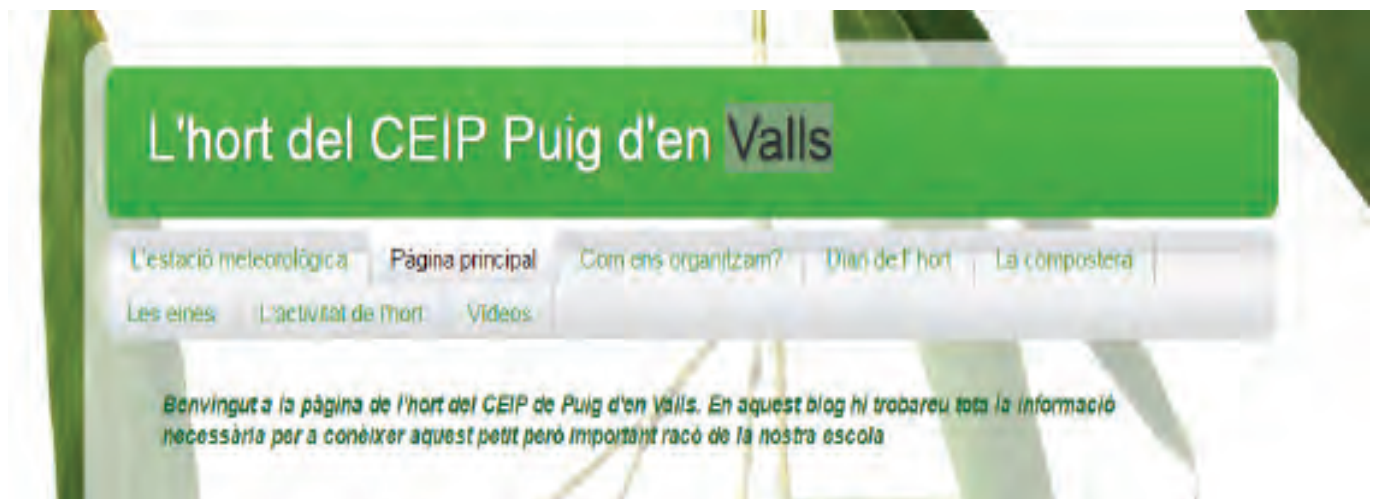 L'hort del CEIP Puig d'en Valls
L'estació meteorològica Página principal Com ens organitzam? Diari de l' hort La compostera
Les eines L'activitat de l'hort Vídeos
Benvingut a la pàgina de l'hort del CEIP de Puig d'en Valls. En aquest blog hi trobareu tota la informació
necessària per a conèixer aquest petit però important racó de la nostra escola